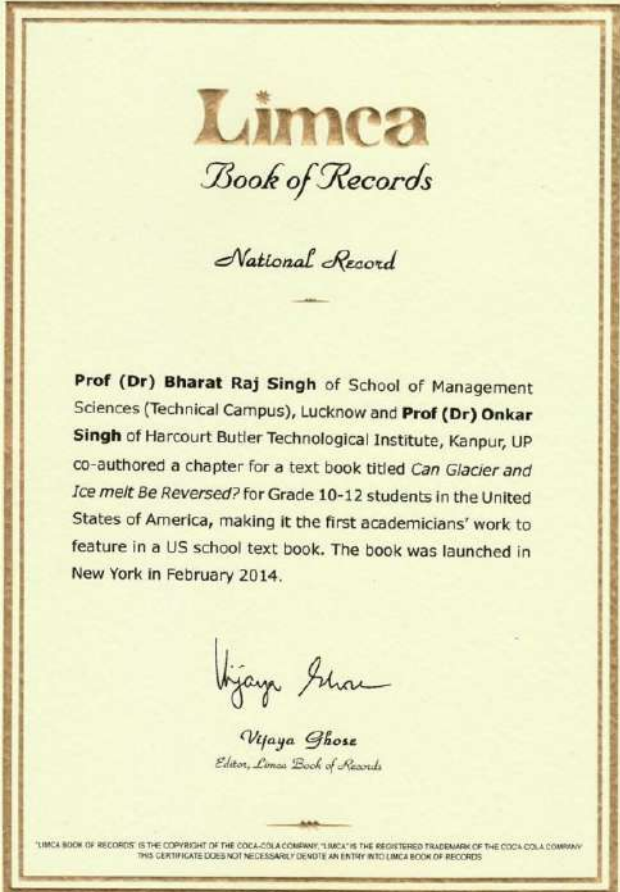 Limca
Book of Records
National Record
Prof (Dr) Bharat Raj Singh of School of Management
Sciences (Technical Campus), Lucknow and Prof (Dr) Onkar
Singh of Harcourt Butler Technological Institute, Kanpur, UP
co-authored a chapter for a text book titled Can Glacier and
Ice melt Be Reversed? for Grade 10-12 students in the United
States of America, making it the first academicians' work to
feature in a US school text book. The book was launched in
New York in February 2014.
Vijaya Ghose
Vijaya Ghose
Editor, Limca Book of Records
"LIMCA BOOK OF RECORDS" IS THE COPYRIGHT OF THE COCA-COLA COMPANY. "LIMCA" IS THE REGISTERED TRADEMARK OF THE COCA-COLA COMPANY
THIS CERTIFICATE DOES NOT NECESSARILY DENOTE AN ENTRY INTO LIMCA BOOK OF RECORDS